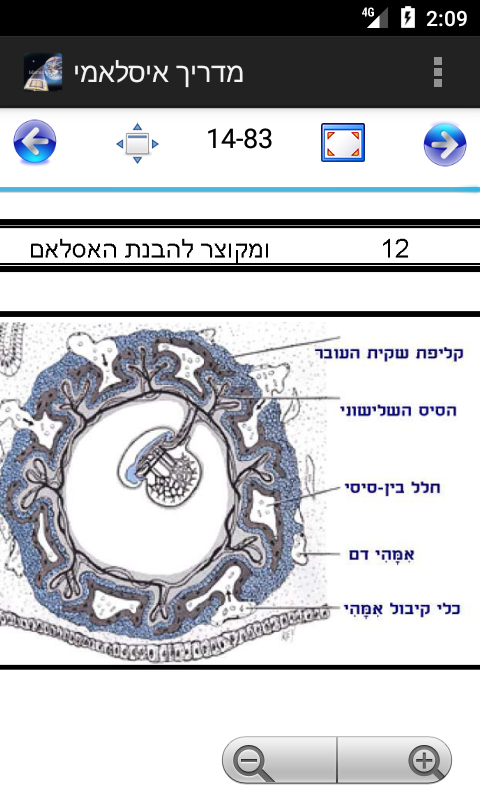 4G
2:09
מדריך איסלאמי
14-83
12 ומקוצר להבנת האסלאם
קליפת שקית העובר
הסיס השלישוני
חלל בין-סיסי
אִמָּהִי דם
כלי קיבול אִמָּהִי